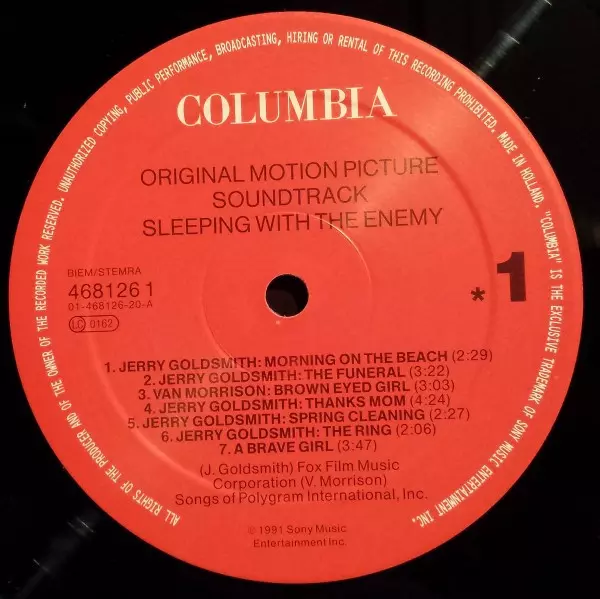 ALL RIGHTS OF THE PRODUCER AND OF THE OWNER OF THE RECORDED WORK RESERVED. UNAUTHORIZED COPYING, PUBLIC PERFORMANCE, BROADCASTING, HIRING OR RENTAL OF THIS RECORDING PROHIBITED. MADE IN HOLLAND. "COLUMBIA" IS THE EXCLUSIVE TRADEMARK OF SONY MUSIC ENTERTAINMENT INC.
COLUMBIA
ORIGINAL MOTION PICTURE
SOUNDTRACK
SLEEPING WITH THE ENEMY
BIEM/STEMRA
468126 1
01-468126-20-A
LC 0162
* 1
1. JERRY GOLDSMITH: MORNING ON THE BEACH (2:29)
2. JERRY GOLDSMITH: THE FUNERAL (3:22)
3. VAN MORRISON: BROWN EYED GIRL (3:03)
4. JERRY GOLDSMITH: THANKS MOM (4:24)
5. JERRY GOLDSMITH: SPRING CLEANING (2:27)
6. JERRY GOLDSMITH: THE RING (2:06)
7. A BRAVE GIRL (3:47)
(J. Goldsmith) Fox Film Music
Corporation (V. Morrison)
Songs of Polygram International, Inc.
© 1991 Sony Music
Entertainment Inc.